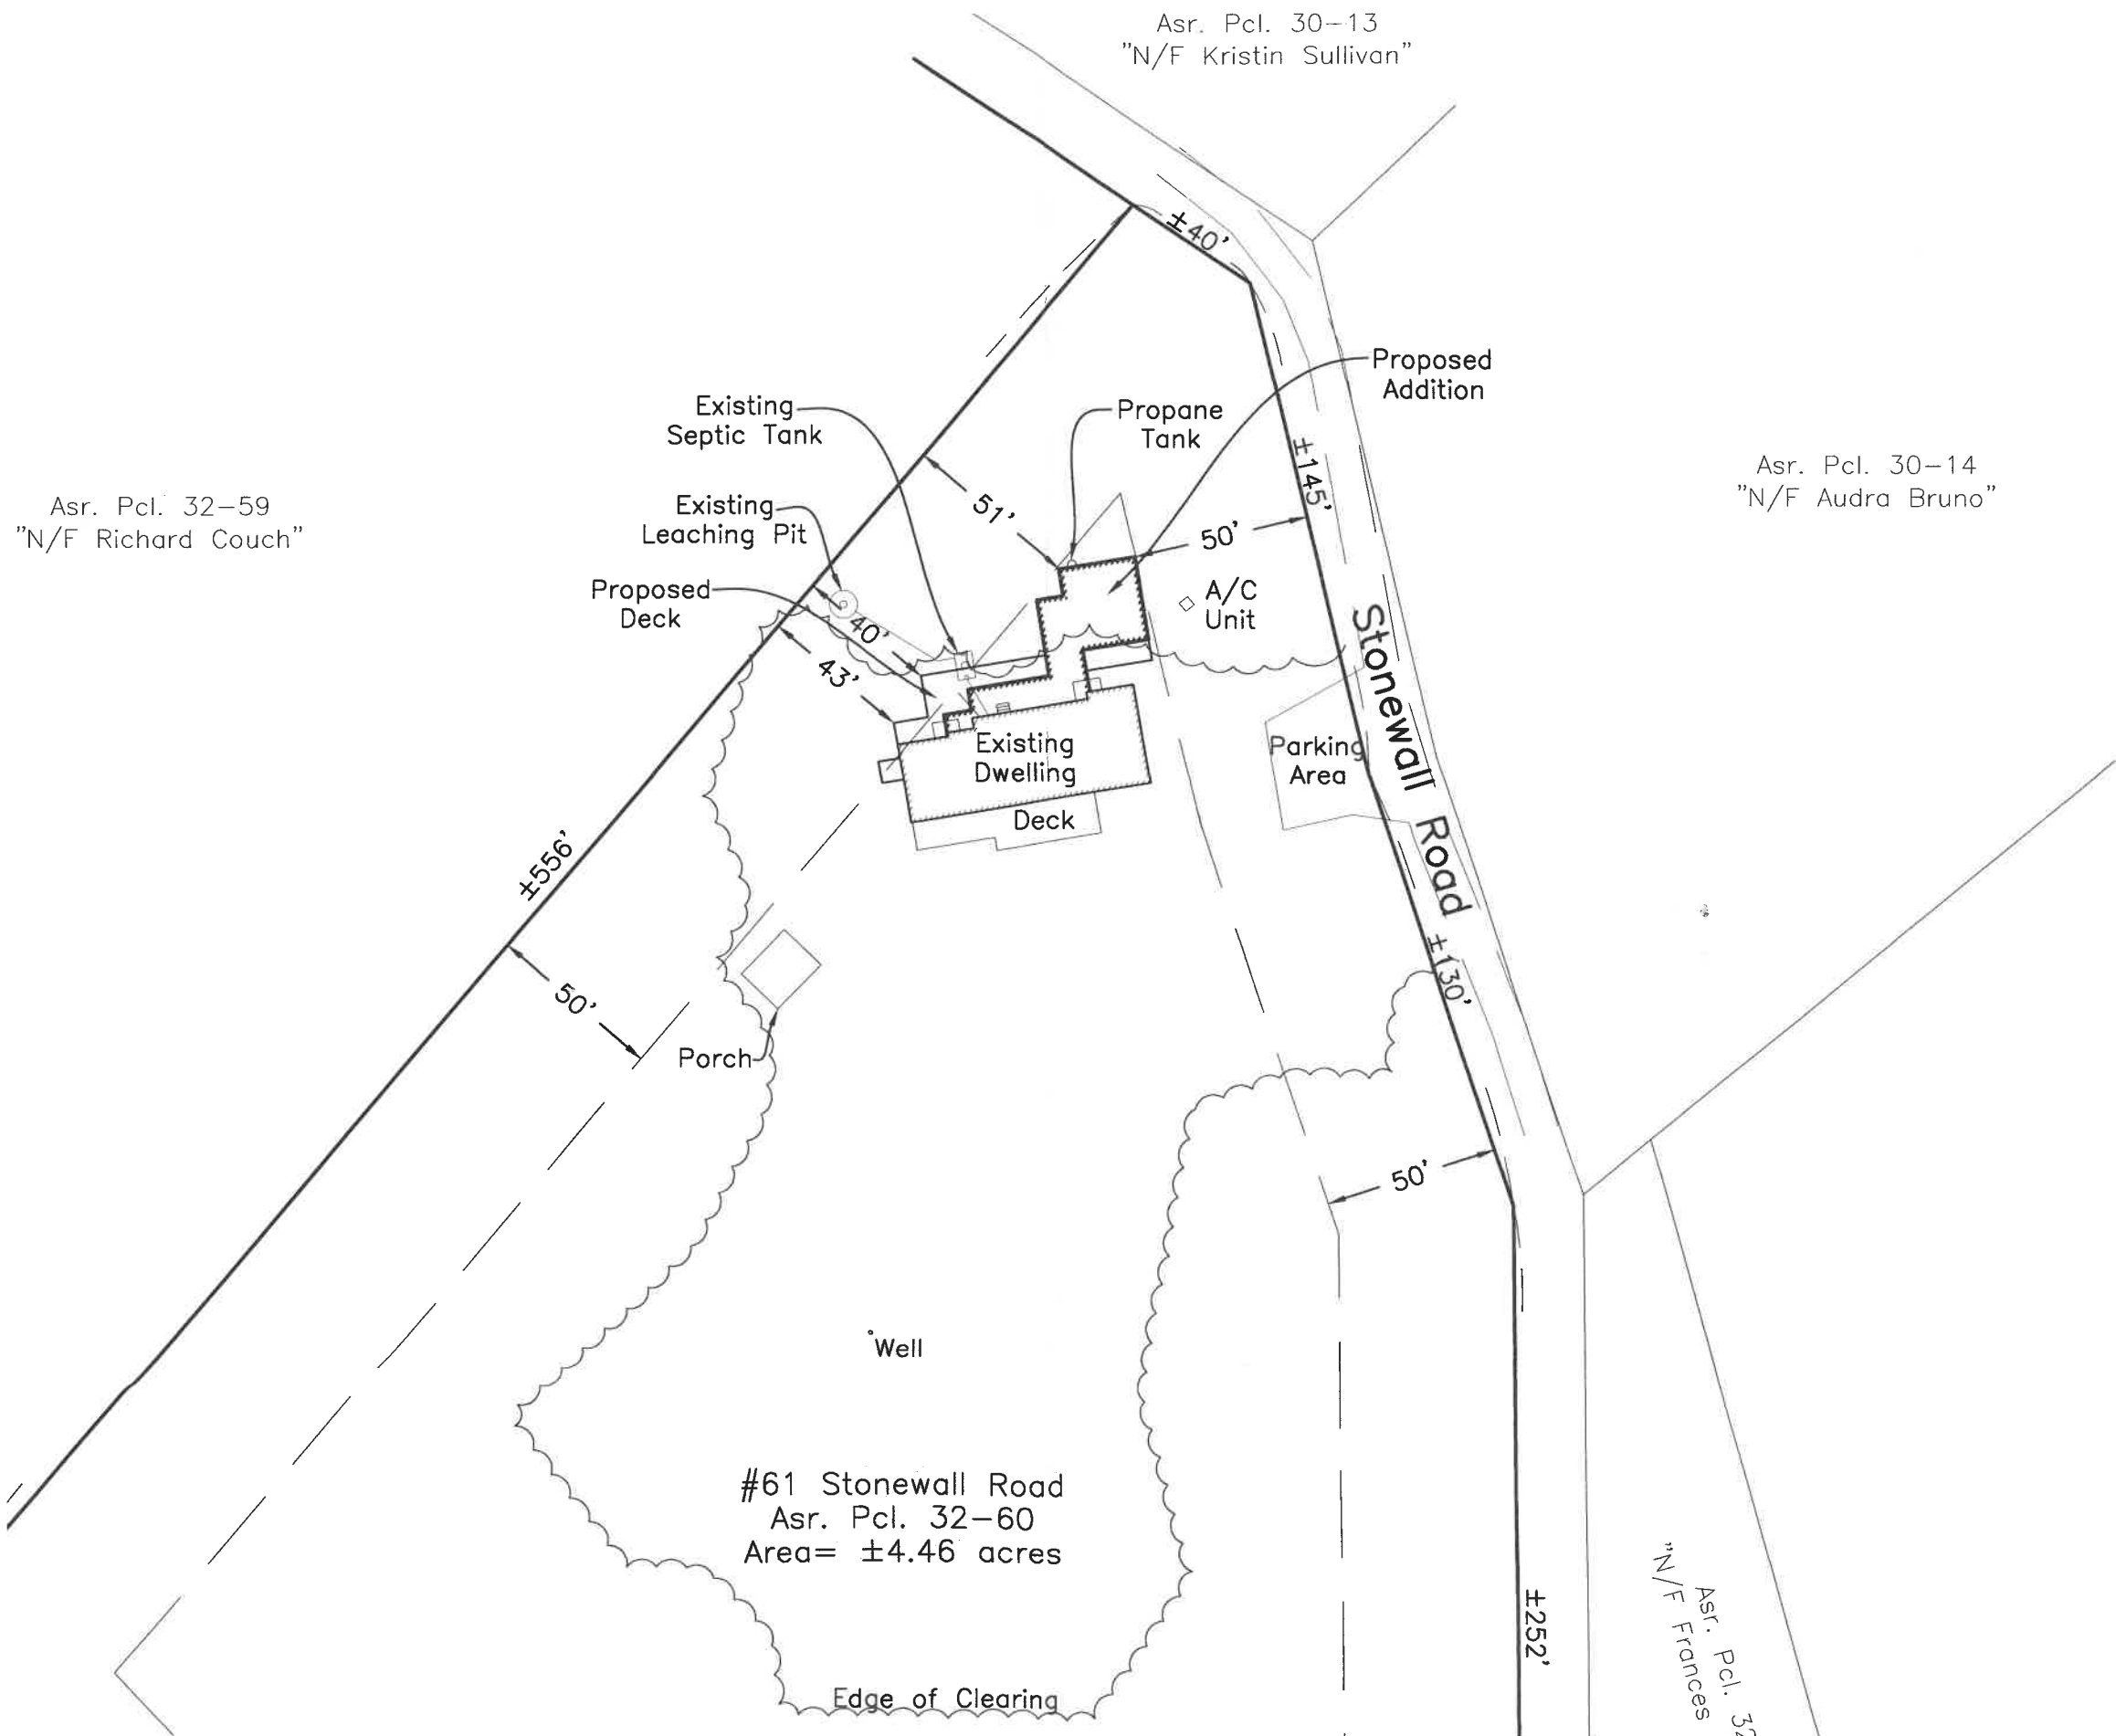 Asr. Pcl. 30-13
"N/F Kristin Sullivan"
±40'
Proposed
Addition
Existing
Septic Tank
Propane
Tank
±145'
Asr. Pcl. 30-14
"N/F Audra Bruno"
Asr. Pcl. 32-59
"N/F Richard Couch"
Existing
Leaching Pit
51'
50'
Proposed
Deck
A/C
Unit
40'
43'
Stonewall Road
Existing
Dwelling
Parking
Area
Deck
±556'
±130'
50'
Porch
50'
Well
#61 Stonewall Road
Asr. Pcl. 32-60
Area= ±4.46 acres
±252'
Asr. Pcl. 32
"N/F Frances
Edge of Clearing